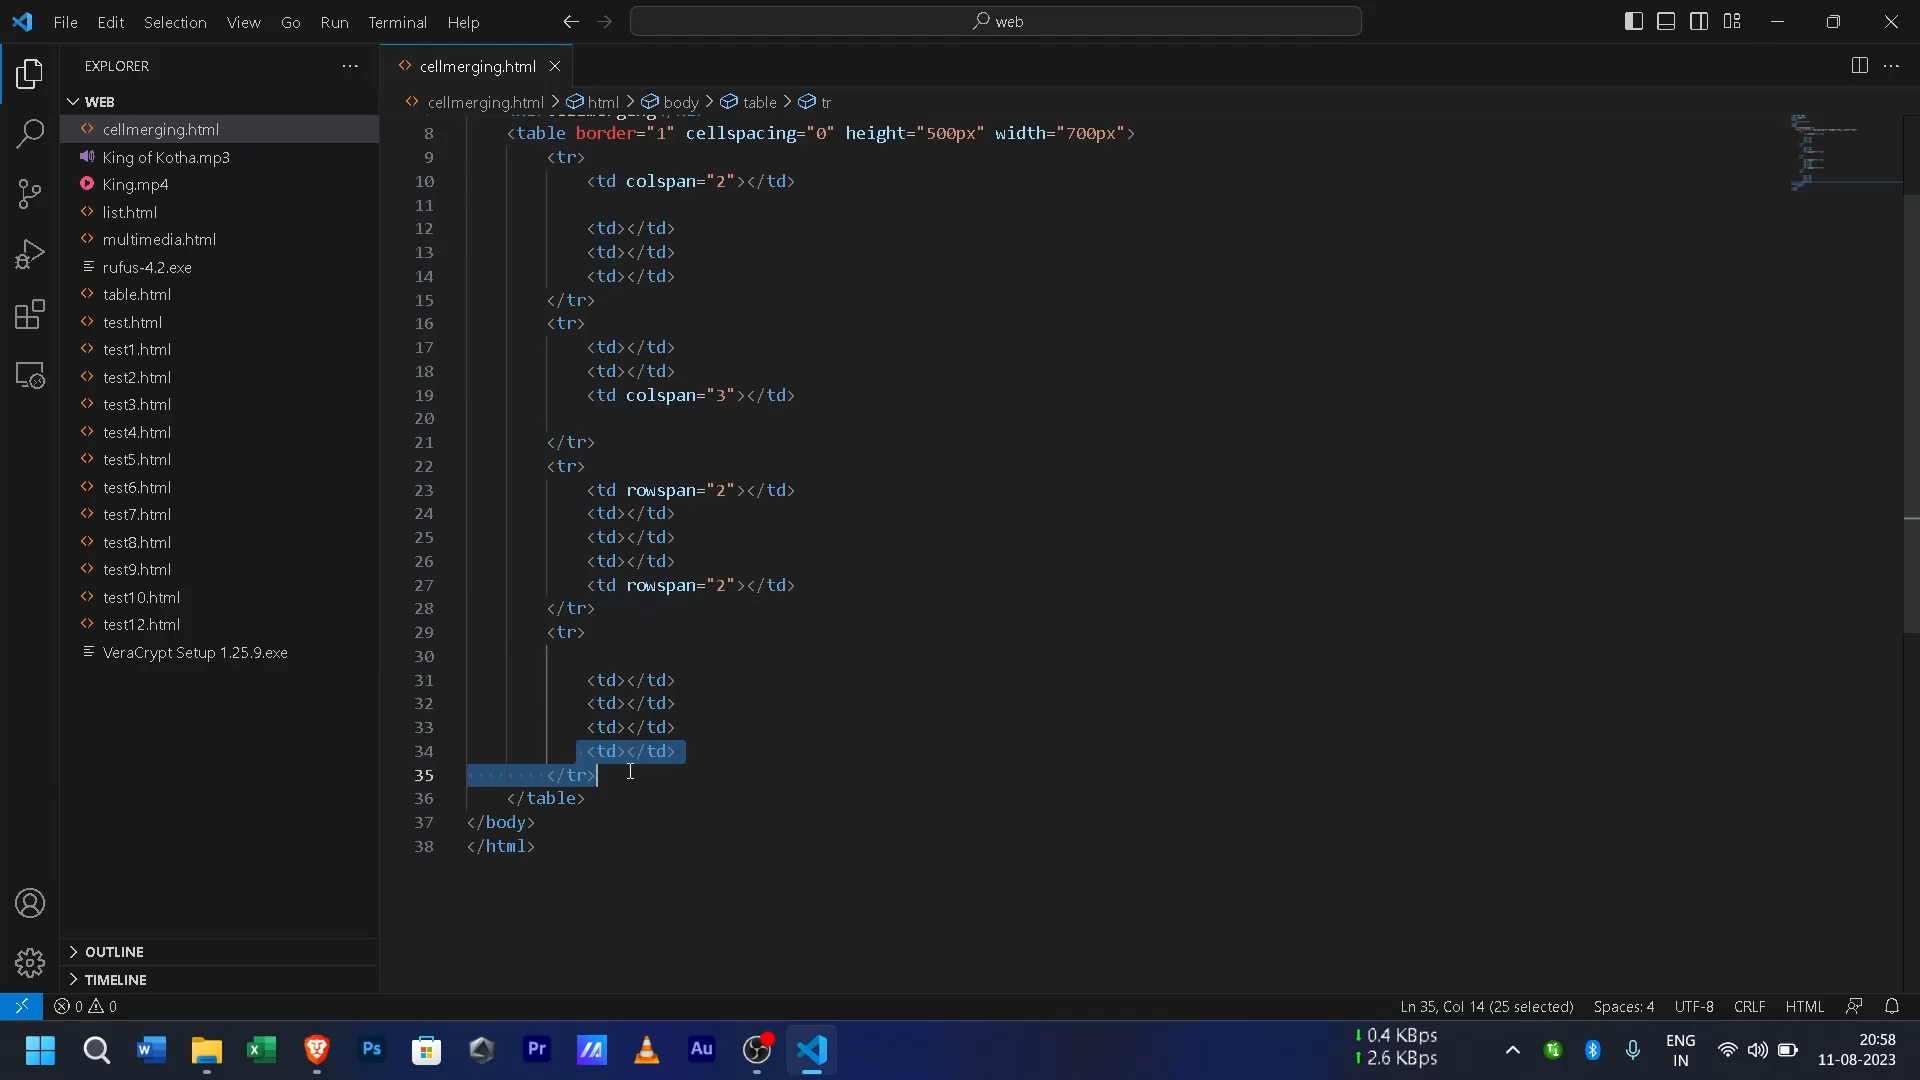 File Edit Selection View Go Run Terminal Help
web
EXPLORER
cellmerging.html
WEB
cellmerging.html > html > body > table > tr
cellmerging.html
King of Kotha.mp3
King.mp4
list.html
multimedia.html
rufus-4.2.exe
table.html
test.html
test1.html
test2.html
test3.html
test4.html
test5.html
test6.html
test7.html
test8.html
test9.html
test10.html
test12.html
VeraCrypt Setup 1.25.9.exe
OUTLINE
TIMELINE
8 <table border="1" cellspacing="0" height="500px" width="700px">
9 <tr>
10 <td colspan="2"></td>
11
12 <td></td>
13 <td></td>
14 <td></td>
15 </tr>
16 <tr>
17 <td></td>
18 <td></td>
19 <td colspan="3"></td>
20
21 </tr>
22 <tr>
23 <td rowspan="2"></td>
24 <td></td>
25 <td></td>
26 <td></td>
27 <td rowspan="2"></td>
28 </tr>
29 <tr>
30
31 <td></td>
32 <td></td>
33 <td></td>
34 <td></td>
35 </tr>
36 </table>
37 </body>
38 </html>
0 0
Ln 35, Col 14 (25 selected) Spaces: 4 UTF-8 CRLF HTML
W
X
Ps
Pr
Au
0.4 KBps
2.6 KBps
ENG
IN
20:58
11-08-2023